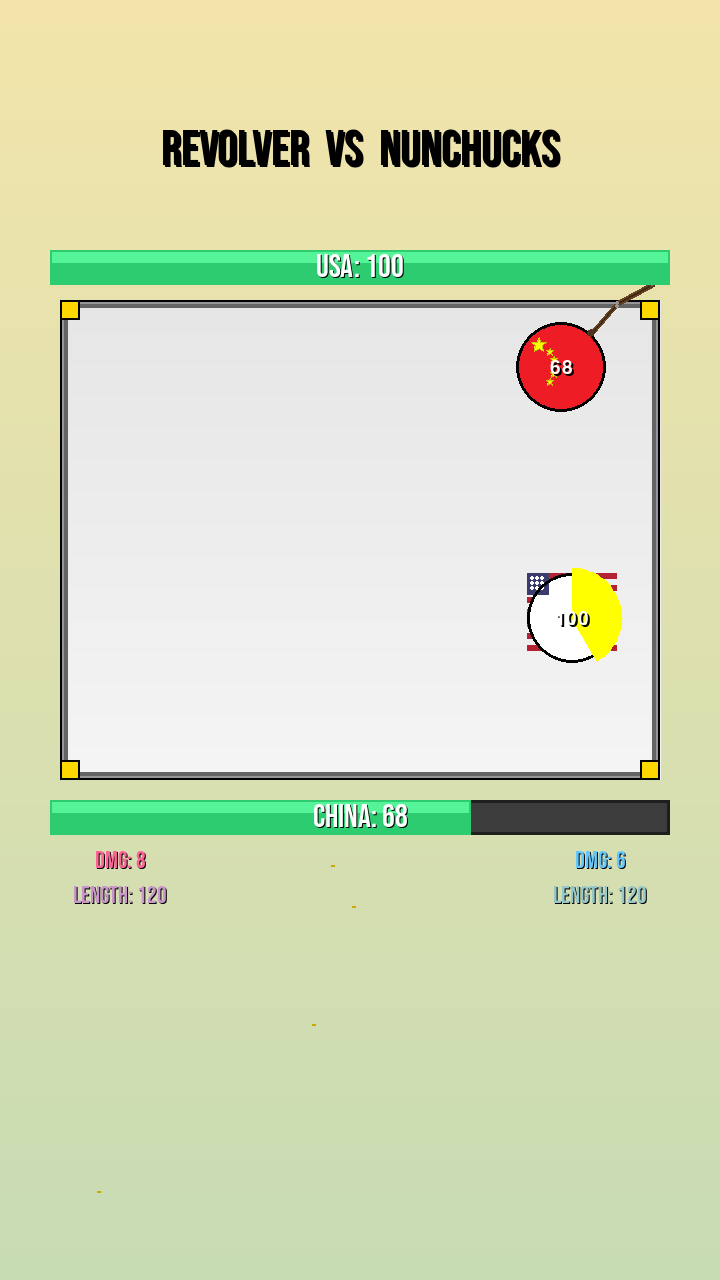 REVOLVER VS NUNCHUCKS
USA: 100
68
100
CHINA: 68
DMG: 8
DMG: 6
LENGTH: 120
LENGTH: 120